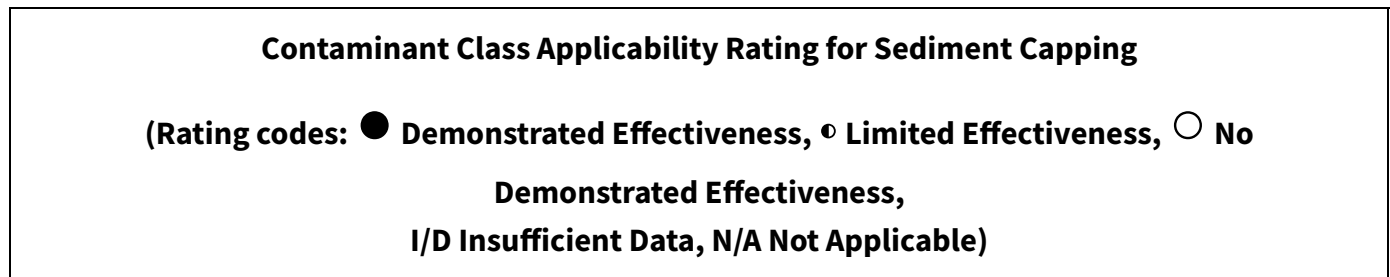 Contaminant Class Applicability Rating for Sediment Capping
(Rating codes: ● Demonstrated Effectiveness, ◐ Limited Effectiveness, ○ No
Demonstrated Effectiveness,
I/D Insufficient Data, N/A Not Applicable)